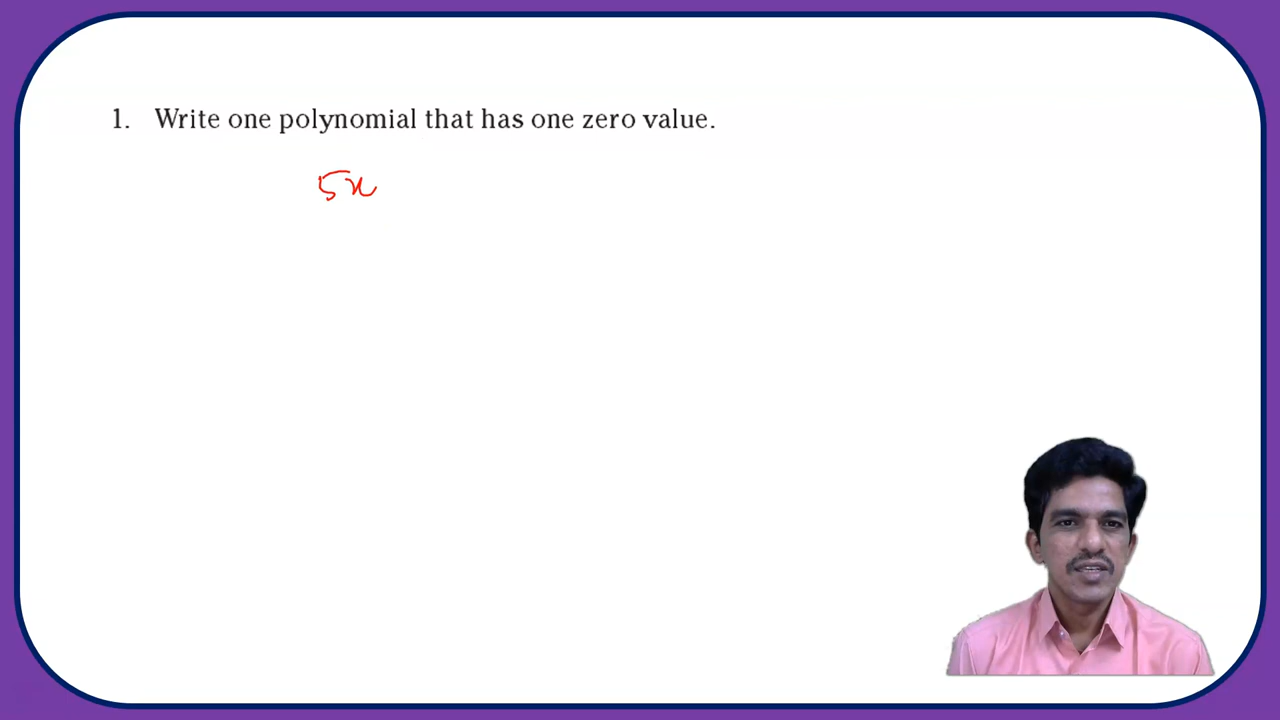 1. Write one polynomial that has one zero value.
5x